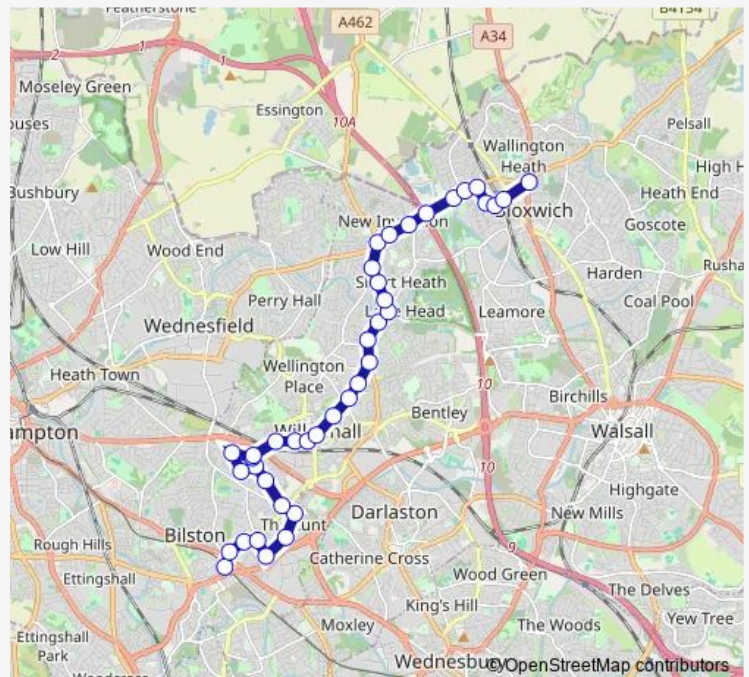 A462
B4154
A34
2
1
1
Moseley Green
Essington
10A
Pelsall
Wallington
Heath
High H
Bushbury
Heath End
Bloxwich
Goscote
Low Hill
Wood End
Harden
Rusha
Short Heath
Perry Hall
Coal Pool
Leamore
Wednesfield
Wellington
Place
Heath Town
10
Birchills
Bentley
ampton
Walsall
10
Highgate
New Mills
Darlaston
Bilston
Rough Hills
9
Catherine Cross
Ettingshall
Wood Green
The Delves
King's Hill
Yew Tree
Moxley
The Woods
Ettingshall
Park
Wednesbury
© OpenStreetMap contributors